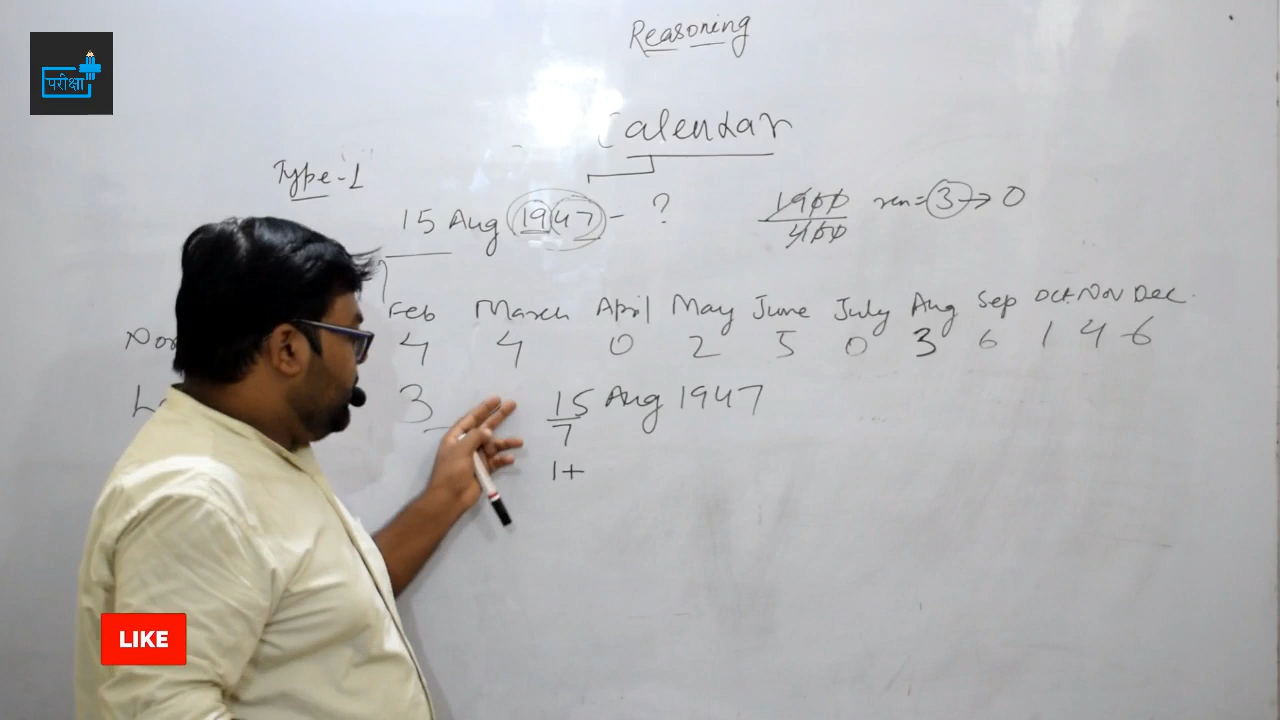 Reasoning
परीक्षा
Calendar
Type-1
15 Aug 1947 - ?
1900/400 rem = 3 → 0
Feb March April May June July Aug Sep Oct Nov Dec.
Nor 4 4 0 2 5 0 3 6 1 4 6
3
15 Aug 1947
7
1+
LIKE